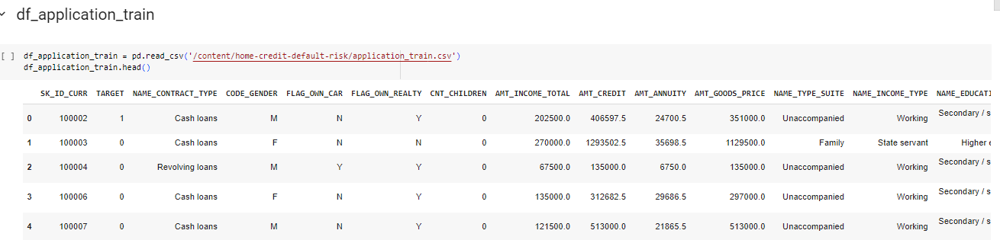 df_application_train
[ ] df_application_train = pd.read_csv('/content/home-credit-default-risk/application_train.csv')
df_application_train.head()
SK_ID_CURR TARGET NAME_CONTRACT_TYPE CODE_GENDER FLAG_OWN_CAR FLAG_OWN_REALTY CNT_CHILDREN AMT_INCOME_TOTAL AMT_CREDIT AMT_ANNUITY AMT_GOODS_PRICE NAME_TYPE_SUITE NAME_INCOME_TYPE NAME_EDUCATI
0 100002 1 Cash loans M N Y 0 202500.0 406597.5 24700.5 351000.0 Unaccompanied Working Secondary / s
1 100003 0 Cash loans F N N 0 270000.0 1293502.5 35698.5 1129500.0 Family State servant Higher e
2 100004 0 Revolving loans M Y Y 0 67500.0 135000.0 6750.0 135000.0 Unaccompanied Working Secondary / s
3 100006 0 Cash loans F N Y 0 135000.0 312682.5 29686.5 297000.0 Unaccompanied Working Secondary / s
4 100007 0 Cash loans M N Y 0 121500.0 513000.0 21865.5 513000.0 Unaccompanied Working Secondary / s